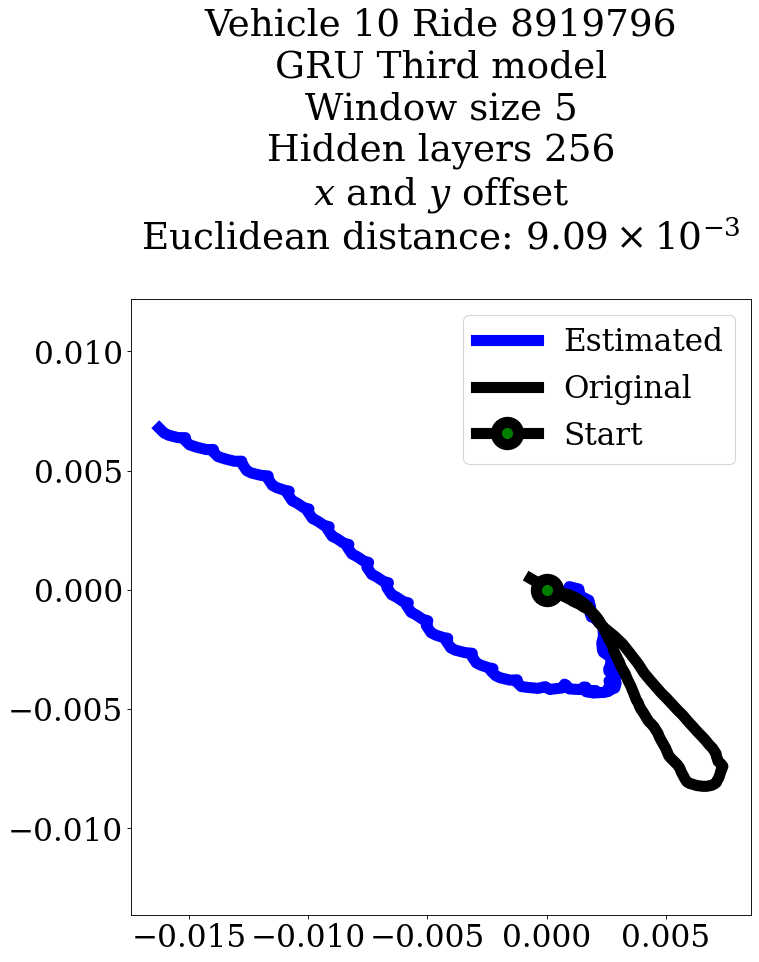 Vehicle 10 Ride 8919796
GRU Third model
Window size 5
Hidden layers 256
x and y offset
Euclidean distance: 9.09 × 10⁻³
Estimated
Original
Start
0.010
0.005
0.000
−0.005
−0.010
−0.015 −0.010 −0.005 0.000 0.005